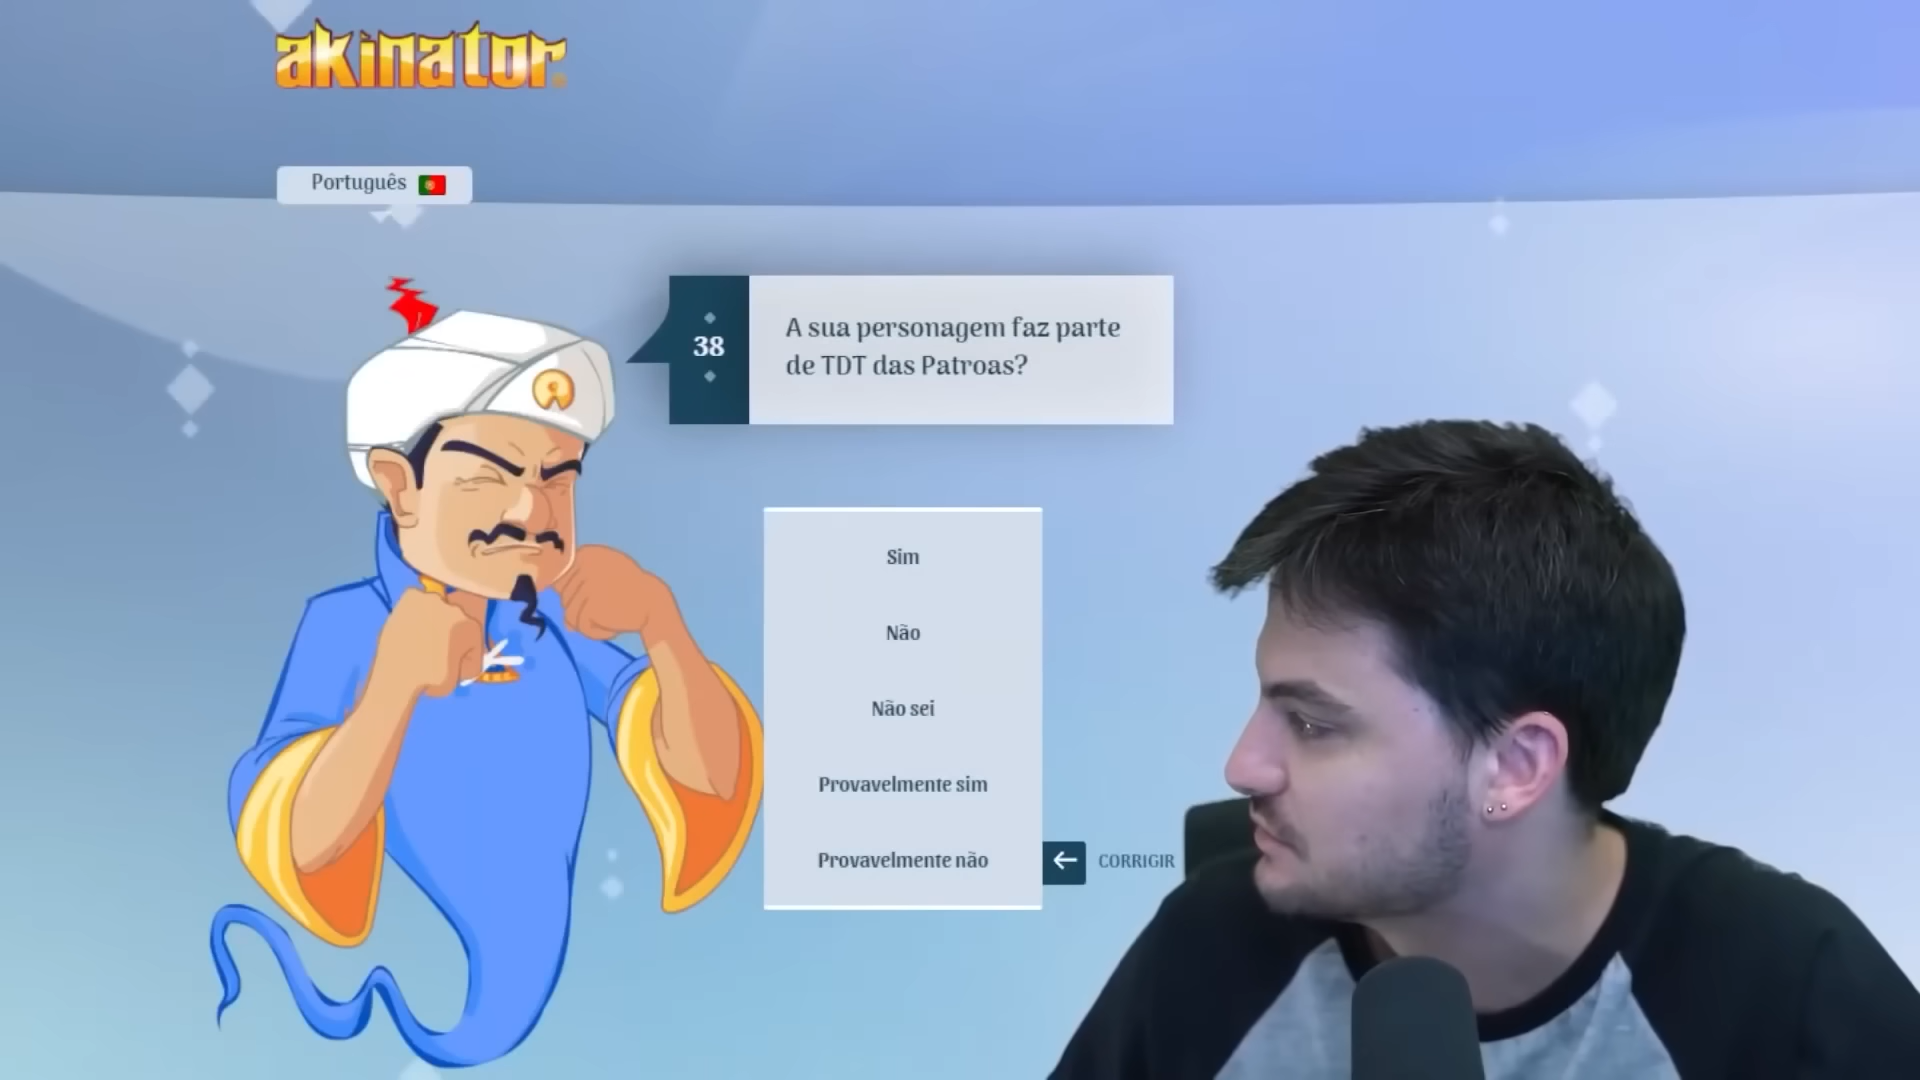 akinator
Português
38
A sua personagem faz parte
de TDT das Patroas?
Sim
Não
Não sei
Provavelmente sim
Provavelmente não
CORRIGIR